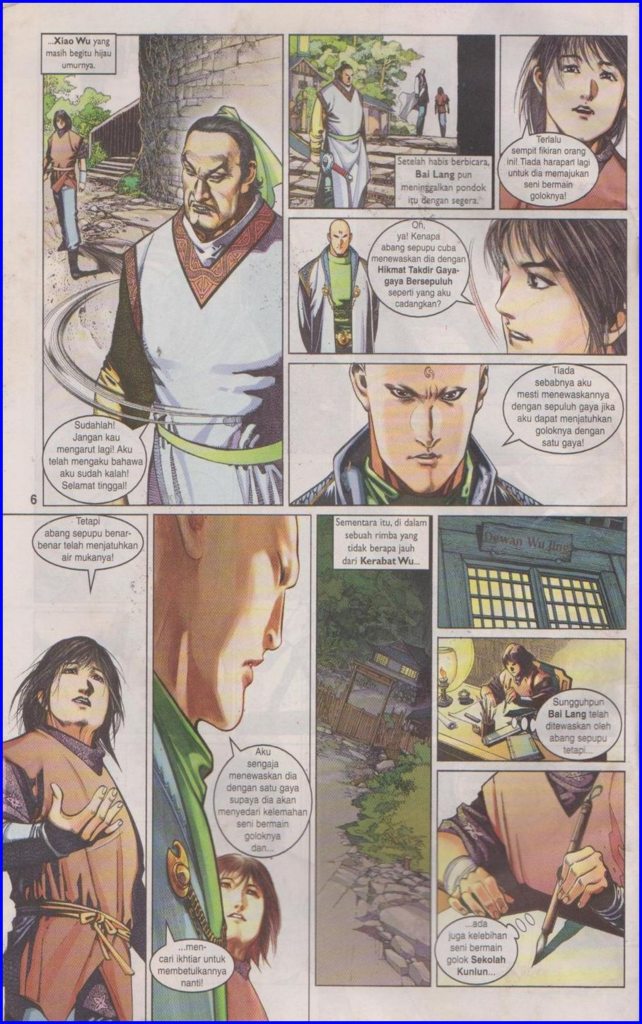 ...Xiao Wu yang
masih begitu hijau
umurnya.
Sudahlah!
Jangan kau
mengarut lagi! Aku
telah mengaku bahawa
aku sudah kalah!
Selamat tinggal!
Setelah habis berbicara,
Bai Lang pun
meninggalkan pondok
itu dengan segera.
Terlalu
sempit fikiran orang
ini! Tiada harapan lagi
untuk dia memajukan
seni bermain
goloknya!
Oh,
ya! Kenapa
abang sepupu cuba
menewaskan dia dengan
Hikmat Takdir Gaya-
gaya Bersepuluh
seperti yang aku
cadangkan?
Tiada
sebabnya aku
mesti menewaskannya
dengan sepuluh gaya jika
aku dapat menjatuhkan
goloknya dengan
satu gaya!
6
Tetapi
abang sepupu benar-
benar telah menjatuhkan
air mukanya!
Aku
sengaja
menewaskan dia
dengan satu gaya
supaya dia akan
menyedari kelemahan
seni bermain
goloknya
dan...
...men-
cari ikhtiar untuk
membetulkannya
nanti!
Sementara itu, di dalam
sebuah rimba yang
tidak berapa jauh
dari Kerabat Wu...
Dewan Wu Jing
Sungguhpun
Bai Lang telah
ditewaskan oleh
abang sepupu
tetapi...
...ada
juga kelebihan
seni bermain
golok Sekolah
Kunlun...